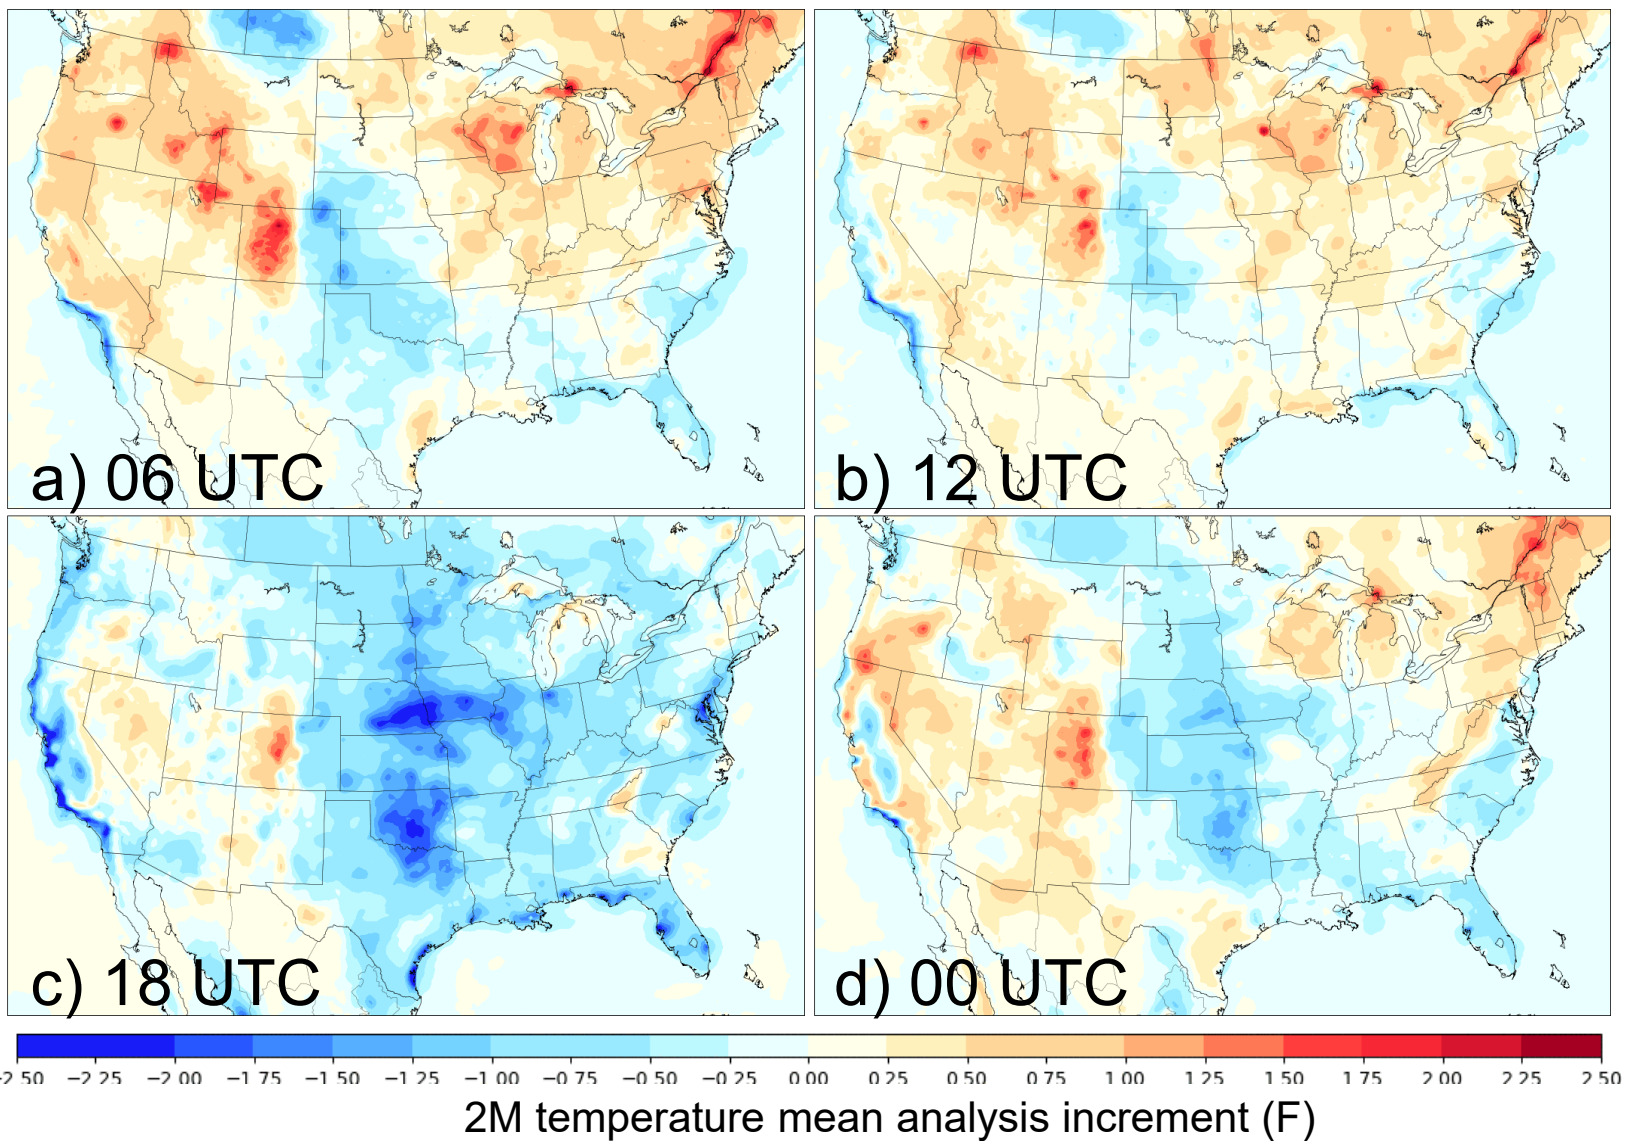 a) 06 UTC
b) 12 UTC
c) 18 UTC
d) 00 UTC
−2.50 −2.25 −2.00 −1.75 −1.50 −1.25 −1.00 −0.75 −0.50 −0.25 0.00 0.25 0.50 0.75 1.00 1.25 1.50 1.75 2.00 2.25 2.50
2M temperature mean analysis increment (F)